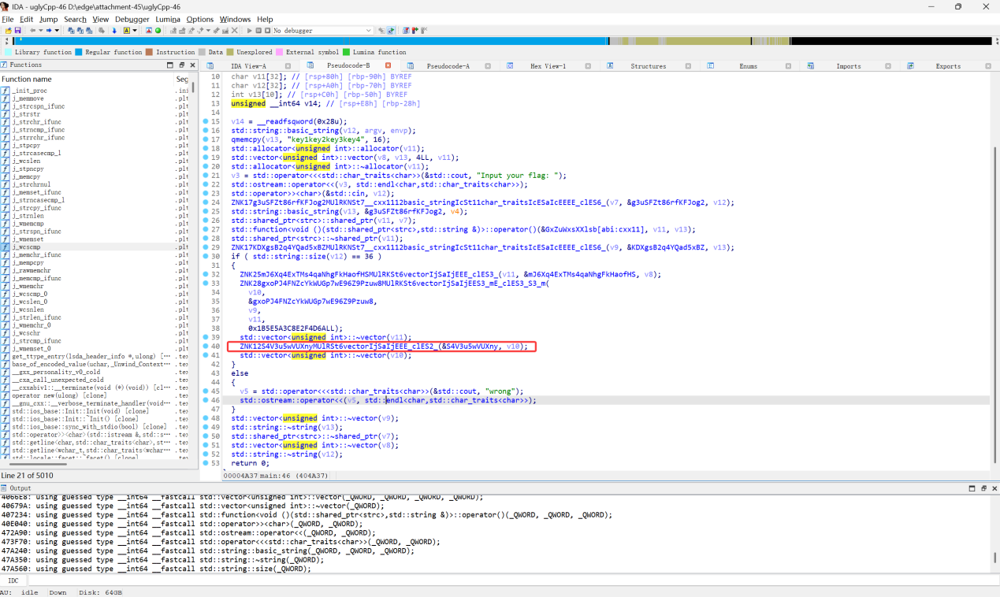 IDA - uglyCpp-46 D:\edge\attachment-45\uglyCpp-46
File Edit Jump Search View Debugger Lumina Options Windows Help
No debugger
Library function Regular function Instruction Data Unexplored External symbol Lumina function
Functions
IDA View-A Pseudocode-B Pseudocode-A Hex View-1 Structures Enums Imports Exports
Function name Seg
_init_proc .ini
j_memmove .plt
j_strcspn_ifunc .plt
j_strstr .plt
j_strchr_ifunc .plt
j_strncmp_ifunc .plt
j_strrchr_ifunc .plt
j_stpcpy .plt
j_strcasecmp_l .plt
j_wcslen .plt
j_stpncpy .plt
j_memcpy .plt
j_strchrnul .plt
j_memset_ifunc .plt
j_strncasecmp_l .plt
j_strcpy_ifunc .plt
j_strnlen .plt
j_wmemcmp .plt
j_strspn_ifunc .plt
j_wmemset .plt
j_wcscmp .plt
j_memchr_ifunc .plt
j_mempcpy .plt
j_rawmemchr .plt
j_memcmp_ifunc .plt
j_wmemchr .plt
j_wcscmp_0 .plt
j_wcslen_0 .plt
j_wcsnlen .plt
j_strlen_ifunc .plt
j_wmemchr_0 .plt
j_wcschr .plt
j_strcmp_ifunc .plt
j_wmemset_0 .plt
get_ttype_entry(lsda_header_info *,ulong) [⋯ .tex
base_of_encoded_value(uchar,_Unwind_Context⋯ .tex
__gxx_personality_v0_cold .tex
__cxa_call_unexpected_cold .tex
__cxxabiv1::__terminate(void (*)(void)) [cl⋯ .tex
operator new(ulong) [clone] .tex
__gnu_cxx::__verbose_terminate_handler(void⋯ .tex
std::ios_base::Init::Init(void) [clone] .tex
std::ios_base::Init::~Init() [clone] .tex
std::ios_base::sync_with_stdio(bool) [clone] .tex
std::operator>><char>(std::istream &,std::s⋯ .tex
std::getline<char,std::char_traits<char>,st⋯ .tex
std::getline<wchar_t,std::char_traits<wchar⋯ .tex
std::locale::facet::~facet() [clone] .tex
Line 21 of 5010
10 char v11[32]; // [rsp+80h] [rbp-90h] BYREF
11 char v12[32]; // [rsp+A0h] [rbp-70h] BYREF
12 int v13[10]; // [rsp+C0h] [rbp-50h] BYREF
13 unsigned __int64 v14; // [rsp+E8h] [rbp-28h]
14
15 v14 = __readfsqword(0x28u);
16 std::string::basic_string(v12, argv, envp);
17 qmemcpy(v13, "key1key2key3key4", 16);
18 std::allocator<unsigned int>::allocator(v11);
19 std::vector<unsigned int>::vector(v8, v13, 4LL, v11);
20 std::allocator<unsigned int>::~allocator(v11);
21 v3 = std::operator<<<std::char_traits<char>>(&std::cout, "Input your flag: ");
22 std::ostream::operator<<(v3, std::endl<char,std::char_traits<char>>);
23 std::operator>><char>(&std::cin, v12);
24 ZNK17g3uSFZt86rfKFJog2MUlRKNSt7__cxx1112basic_stringIcSt11char_traitsIcESaIcEEEE_clES6_(v7, &g3uSFZt86rfKFJog2, v12);
25 std::string::basic_string(v13, &g3uSFZt86rfKFJog2, v4);
26 std::shared_ptr<strc>::shared_ptr(v11, v7);
27 std::function<void ()(std::shared_ptr<strc>,std::string &)>::operator()(&GxZuWxsXXlsb[abi:cxx11], v11, v13);
28 std::shared_ptr<strc>::~shared_ptr(v11);
29 ZNK17KDXgsB2q4YQad5xBZMUlRKNSt7__cxx1112basic_stringIcSt11char_traitsIcESaIcEEEE_clES6_(v9, &KDXgsB2q4YQad5xBZ, v13);
30 if ( std::string::size(v12) == 36 )
31 {
32 ZNK25mJ6Xq4ExTMs4qaNhgFkHaofHSMUlRKSt6vectorIjSaIjEEE_clES3_(v11, &mJ6Xq4ExTMs4qaNhgFkHaofHS, v8);
33 ZNK28gxoPJ4FNZcYkWUGp7wE96Z9Pzuw8MUlRKSt6vectorIjSaIjEES3_mE_clES3_S3_m(
34 v10,
35 &gxoPJ4FNZcYkWUGp7wE96Z9Pzuw8,
36 v9,
37 v11,
38 0x1B5E5A3C8E2F4D6ALL);
39 std::vector<unsigned int>::~vector(v11);
40 ZNK12S4V3u5wVUXnyMUlRSt6vectorIjSaIjEEE_clES2_(&S4V3u5wVUXny, v10);
41 std::vector<unsigned int>::~vector(v10);
42 }
43 else
44 {
45 v5 = std::operator<<<std::char_traits<char>>(&std::cout, "wrong");
46 std::ostream::operator<<(v5, std::endl<char,std::char_traits<char>>);
47 }
48 std::vector<unsigned int>::~vector(v9);
49 std::string::~string(v13);
50 std::shared_ptr<strc>::~shared_ptr(v7);
51 std::vector<unsigned int>::~vector(v8);
52 std::string::~string(v12);
53 return 0;
00004A37 main:46 (404A37)
Output
4066E8: using guessed type __int64 __fastcall std::vector<unsigned int>::vector(_QWORD, _QWORD, _QWORD, _QWORD);
40679A: using guessed type __int64 __fastcall std::vector<unsigned int>::~vector(_QWORD);
407234: using guessed type __int64 __fastcall std::function<void ()(std::shared_ptr<strc>,std::string &)>::operator()(_QWORD, _QWORD, _QWORD);
40E040: using guessed type __int64 __fastcall std::operator>><char>(_QWORD, _QWORD);
472A90: using guessed type __int64 __fastcall std::ostream::operator<<(_QWORD, _QWORD);
473F70: using guessed type __int64 __fastcall std::operator<<<std::char_traits<char>>(_QWORD, _QWORD);
47A240: using guessed type __int64 __fastcall std::string::basic_string(_QWORD, _QWORD, _QWORD);
47A350: using guessed type __int64 __fastcall std::string::~string(_QWORD);
47A560: using guessed type __int64 __fastcall std::string::size(_QWORD);
IDC
AU: idle Down Disk: 64GB